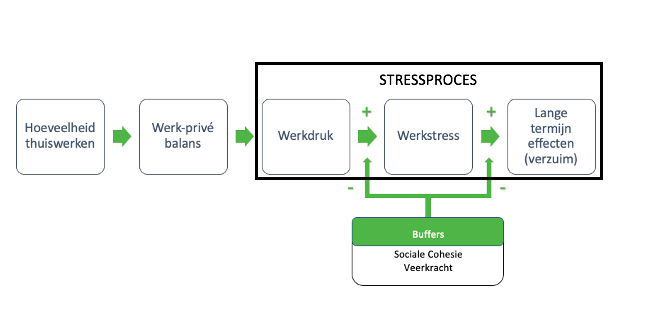 STRESSPROCES
Hoeveelheid
thuiswerken
Werk-privé
balans
Werkdruk
+
Werkstress
+
Lange
termijn
effecten
(verzuim)
-
-
Buffers
Sociale Cohesie
Veerkracht